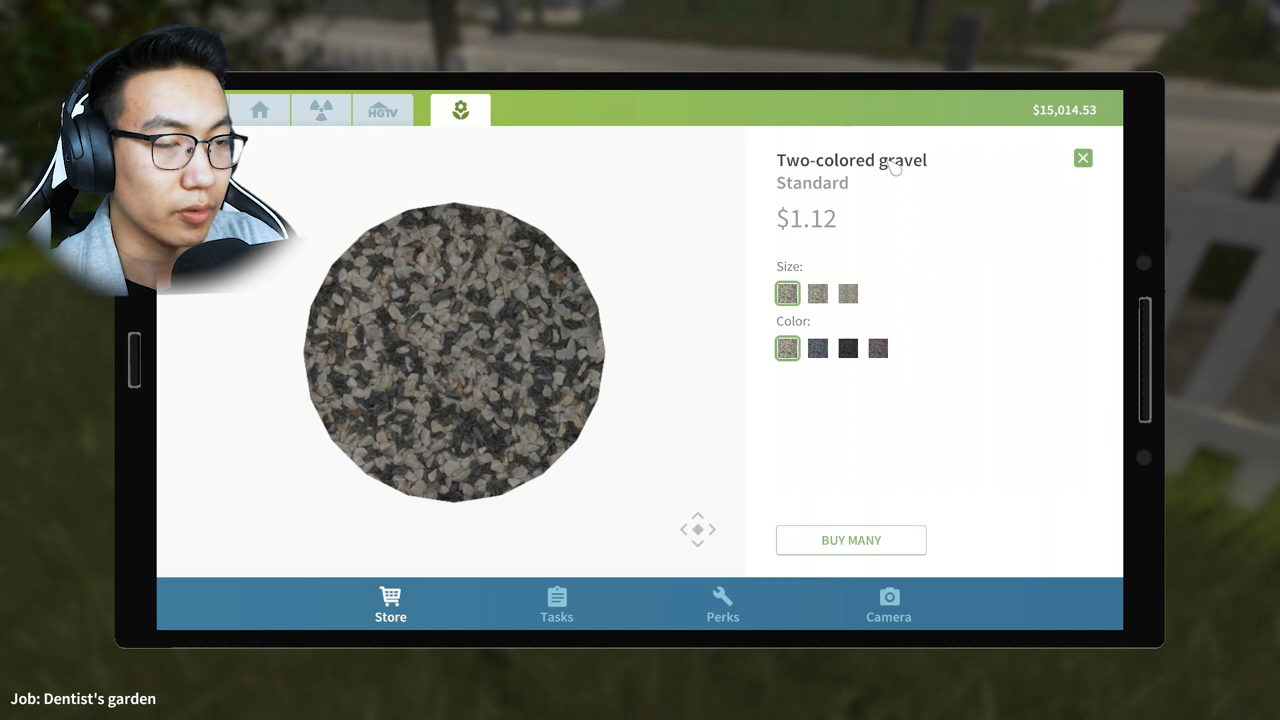 HGTV
$15,014.53
Two-colored gravel
Standard
$1.12
Size:
Color:
BUY MANY
Store
Tasks
Perks
Camera
Job: Dentist's garden